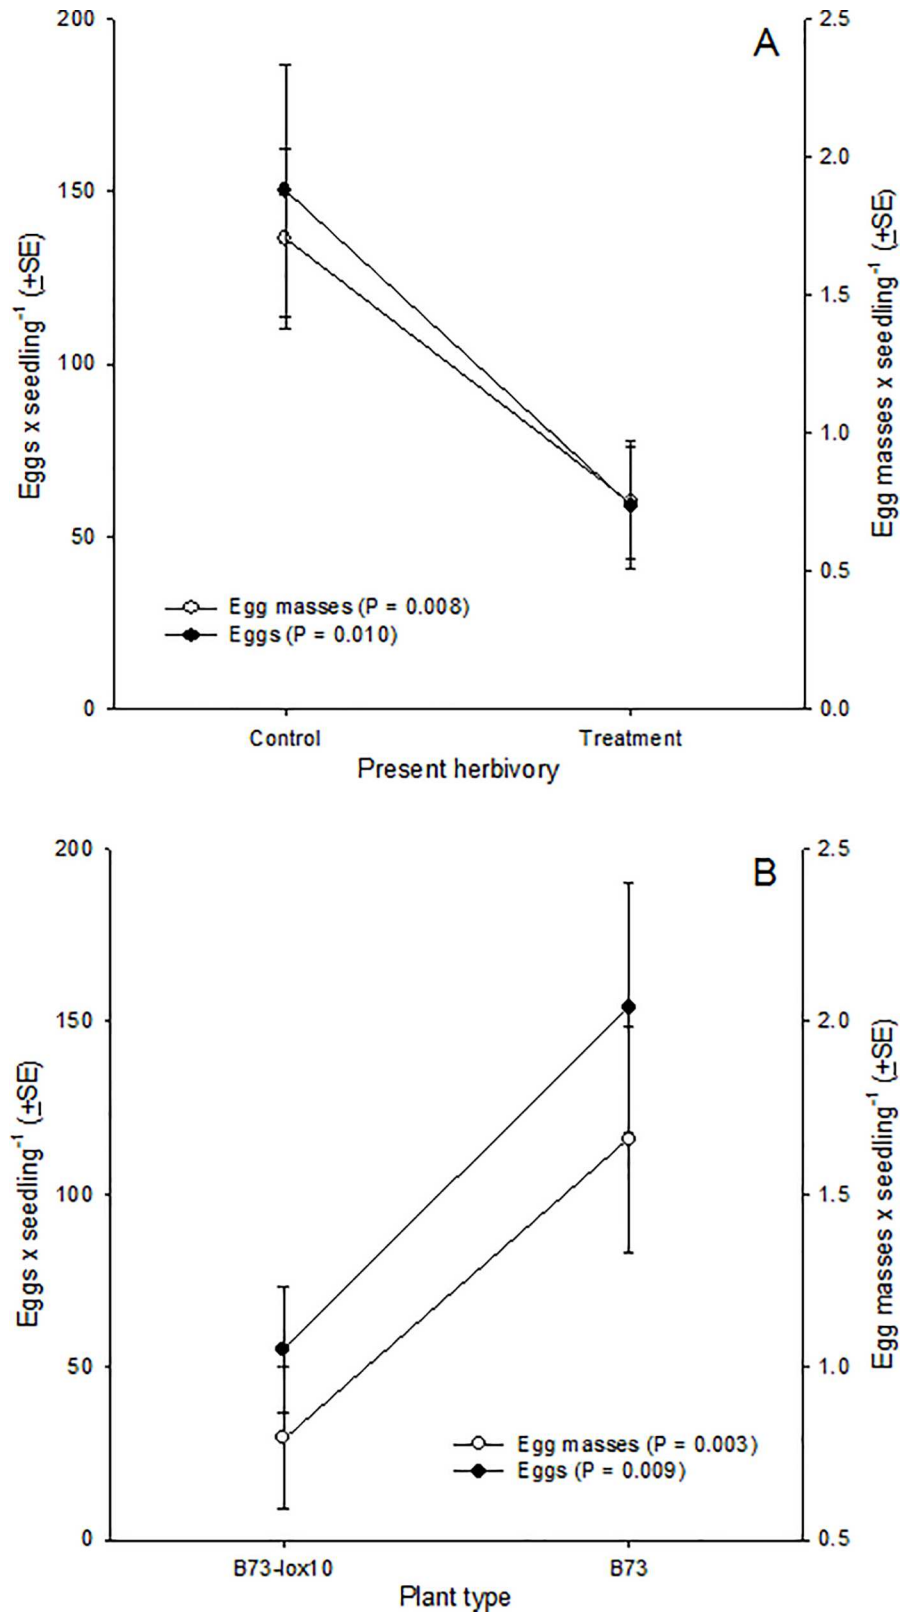 A
Eggs x seedling⁻¹ (±SE)
200
150
100
50
0
Egg masses x seedling⁻¹ (±SE)
2.5
2.0
1.5
1.0
0.5
0.0
Egg masses (P = 0.008)
Eggs (P = 0.010)
Control
Treatment
Present herbivory
B
Eggs x seedling⁻¹ (±SE)
200
150
100
50
0
Egg masses x seedling⁻¹ (±SE)
2.5
2.0
1.5
1.0
0.5
Egg masses (P = 0.003)
Eggs (P = 0.009)
B73-lox10
B73
Plant type